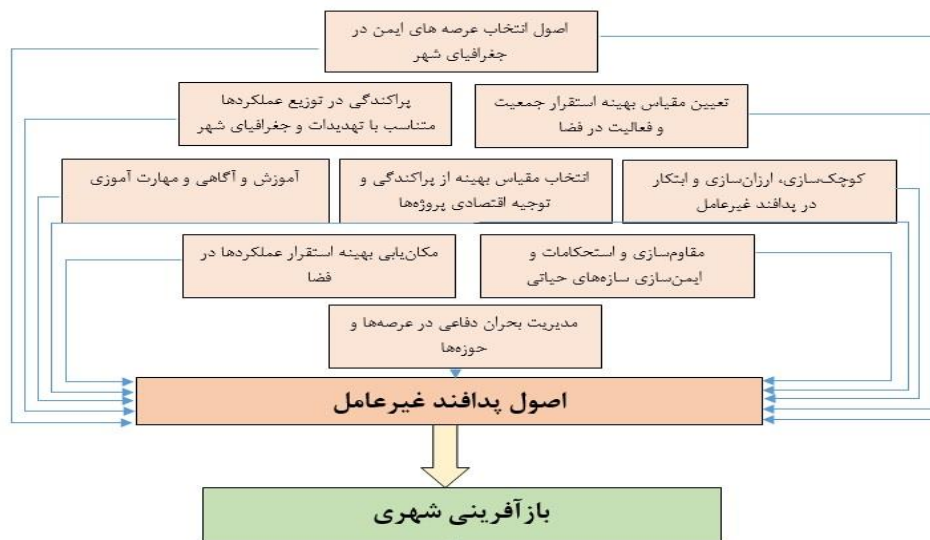 اصول انتخاب عرصه های ایمن در
جغرافیای شهر
تعیین مقیاس بهینه استقرار جمعیت
و فعالیت در فضا
پراکندگی در توزیع عملکردها
متناسب با تهدیدات و جغرافیای شهر
کوچک‌سازی، ارزان‌سازی و ابتکار
در پدافند غیرعامل
انتخاب مقیاس بهینه از پراکندگی و
توجیه اقتصادی پروژه‌ها
آموزش و آگاهی و مهارت آموزی
مقاوم‌سازی و استحکامات و
ایمن‌سازی سازه‌های حیاتی
مکان‌یابی بهینه استقرار عملکردها در
فضا
مدیریت بحران دفاعی در عرصه‌ها و
حوزه‌ها
اصول پدافند غیرعامل
بازآفرینی شهری